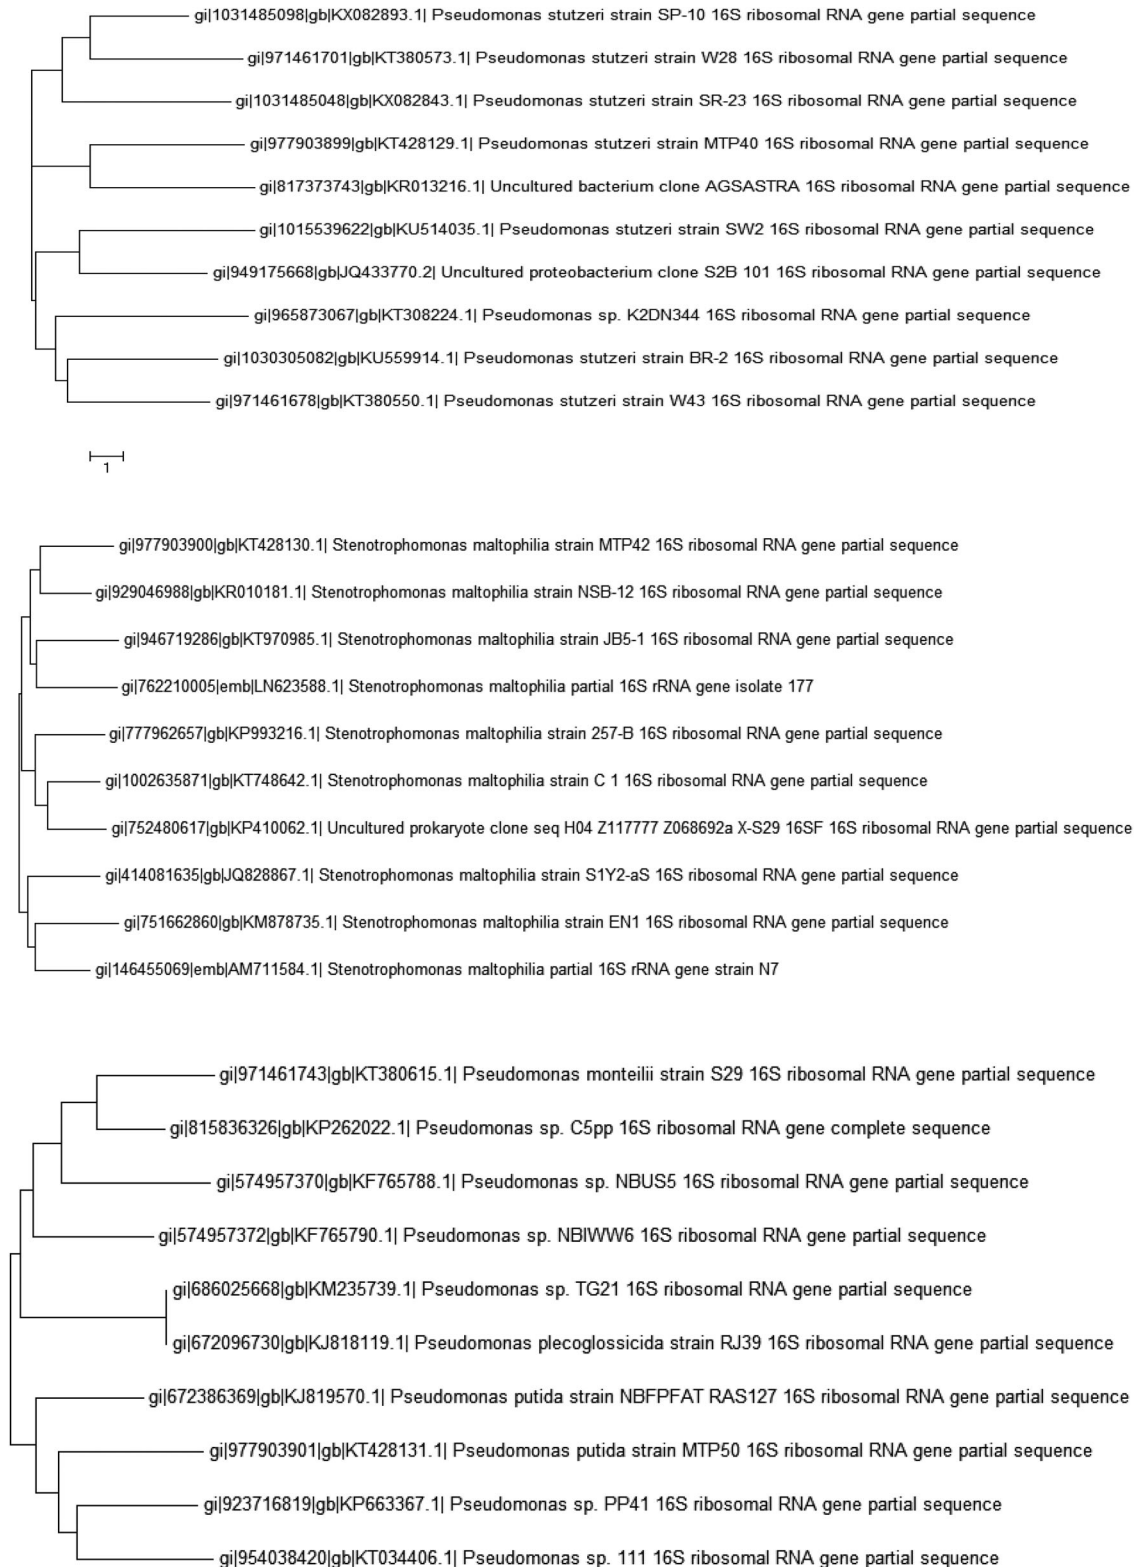 gi|1031485098|gb|KX082893.1| Pseudomonas stutzeri strain SP-10 16S ribosomal RNA gene partial sequence
gi|971461701|gb|KT380573.1| Pseudomonas stutzeri strain W28 16S ribosomal RNA gene partial sequence
gi|1031485048|gb|KX082843.1| Pseudomonas stutzeri strain SR-23 16S ribosomal RNA gene partial sequence
gi|977903899|gb|KT428129.1| Pseudomonas stutzeri strain MTP40 16S ribosomal RNA gene partial sequence
gi|817373743|gb|KR013216.1| Uncultured bacterium clone AGSASTRA 16S ribosomal RNA gene partial sequence
gi|1015539622|gb|KU514035.1| Pseudomonas stutzeri strain SW2 16S ribosomal RNA gene partial sequence
gi|949175668|gb|JQ433770.2| Uncultured proteobacterium clone S2B 101 16S ribosomal RNA gene partial sequence
gi|965873067|gb|KT308224.1| Pseudomonas sp. K2DN344 16S ribosomal RNA gene partial sequence
gi|1030305082|gb|KU559914.1| Pseudomonas stutzeri strain BR-2 16S ribosomal RNA gene partial sequence
gi|971461678|gb|KT380550.1| Pseudomonas stutzeri strain W43 16S ribosomal RNA gene partial sequence
1
gi|977903900|gb|KT428130.1| Stenotrophomonas maltophilia strain MTP42 16S ribosomal RNA gene partial sequence
gi|929046988|gb|KR010181.1| Stenotrophomonas maltophilia strain NSB-12 16S ribosomal RNA gene partial sequence
gi|946719286|gb|KT970985.1| Stenotrophomonas maltophilia strain JB5-1 16S ribosomal RNA gene partial sequence
gi|762210005|emb|LN623588.1| Stenotrophomonas maltophilia partial 16S rRNA gene isolate 177
gi|777962657|gb|KP993216.1| Stenotrophomonas maltophilia strain 257-B 16S ribosomal RNA gene partial sequence
gi|1002635871|gb|KT748642.1| Stenotrophomonas maltophilia strain C 1 16S ribosomal RNA gene partial sequence
gi|752480617|gb|KP410062.1| Uncultured prokaryote clone seq H04 Z117777 Z068692a X-S29 16SF 16S ribosomal RNA gene partial sequence
gi|414081635|gb|JQ828867.1| Stenotrophomonas maltophilia strain S1Y2-aS 16S ribosomal RNA gene partial sequence
gi|751662860|gb|KM878735.1| Stenotrophomonas maltophilia strain EN1 16S ribosomal RNA gene partial sequence
gi|146455069|emb|AM711584.1| Stenotrophomonas maltophilia partial 16S rRNA gene strain N7
gi|971461743|gb|KT380615.1| Pseudomonas monteilii strain S29 16S ribosomal RNA gene partial sequence
gi|815836326|gb|KP262022.1| Pseudomonas sp. C5pp 16S ribosomal RNA gene complete sequence
gi|574957370|gb|KF765788.1| Pseudomonas sp. NBUS5 16S ribosomal RNA gene partial sequence
gi|574957372|gb|KF765790.1| Pseudomonas sp. NBIWW6 16S ribosomal RNA gene partial sequence
gi|686025668|gb|KM235739.1| Pseudomonas sp. TG21 16S ribosomal RNA gene partial sequence
gi|672096730|gb|KJ818119.1| Pseudomonas plecoglossicida strain RJ39 16S ribosomal RNA gene partial sequence
gi|672386369|gb|KJ819570.1| Pseudomonas putida strain NBFPFAT RAS127 16S ribosomal RNA gene partial sequence
gi|977903901|gb|KT428131.1| Pseudomonas putida strain MTP50 16S ribosomal RNA gene partial sequence
gi|923716819|gb|KP663367.1| Pseudomonas sp. PP41 16S ribosomal RNA gene partial sequence
gi|954038420|gb|KT034406.1| Pseudomonas sp. 111 16S ribosomal RNA gene partial sequence